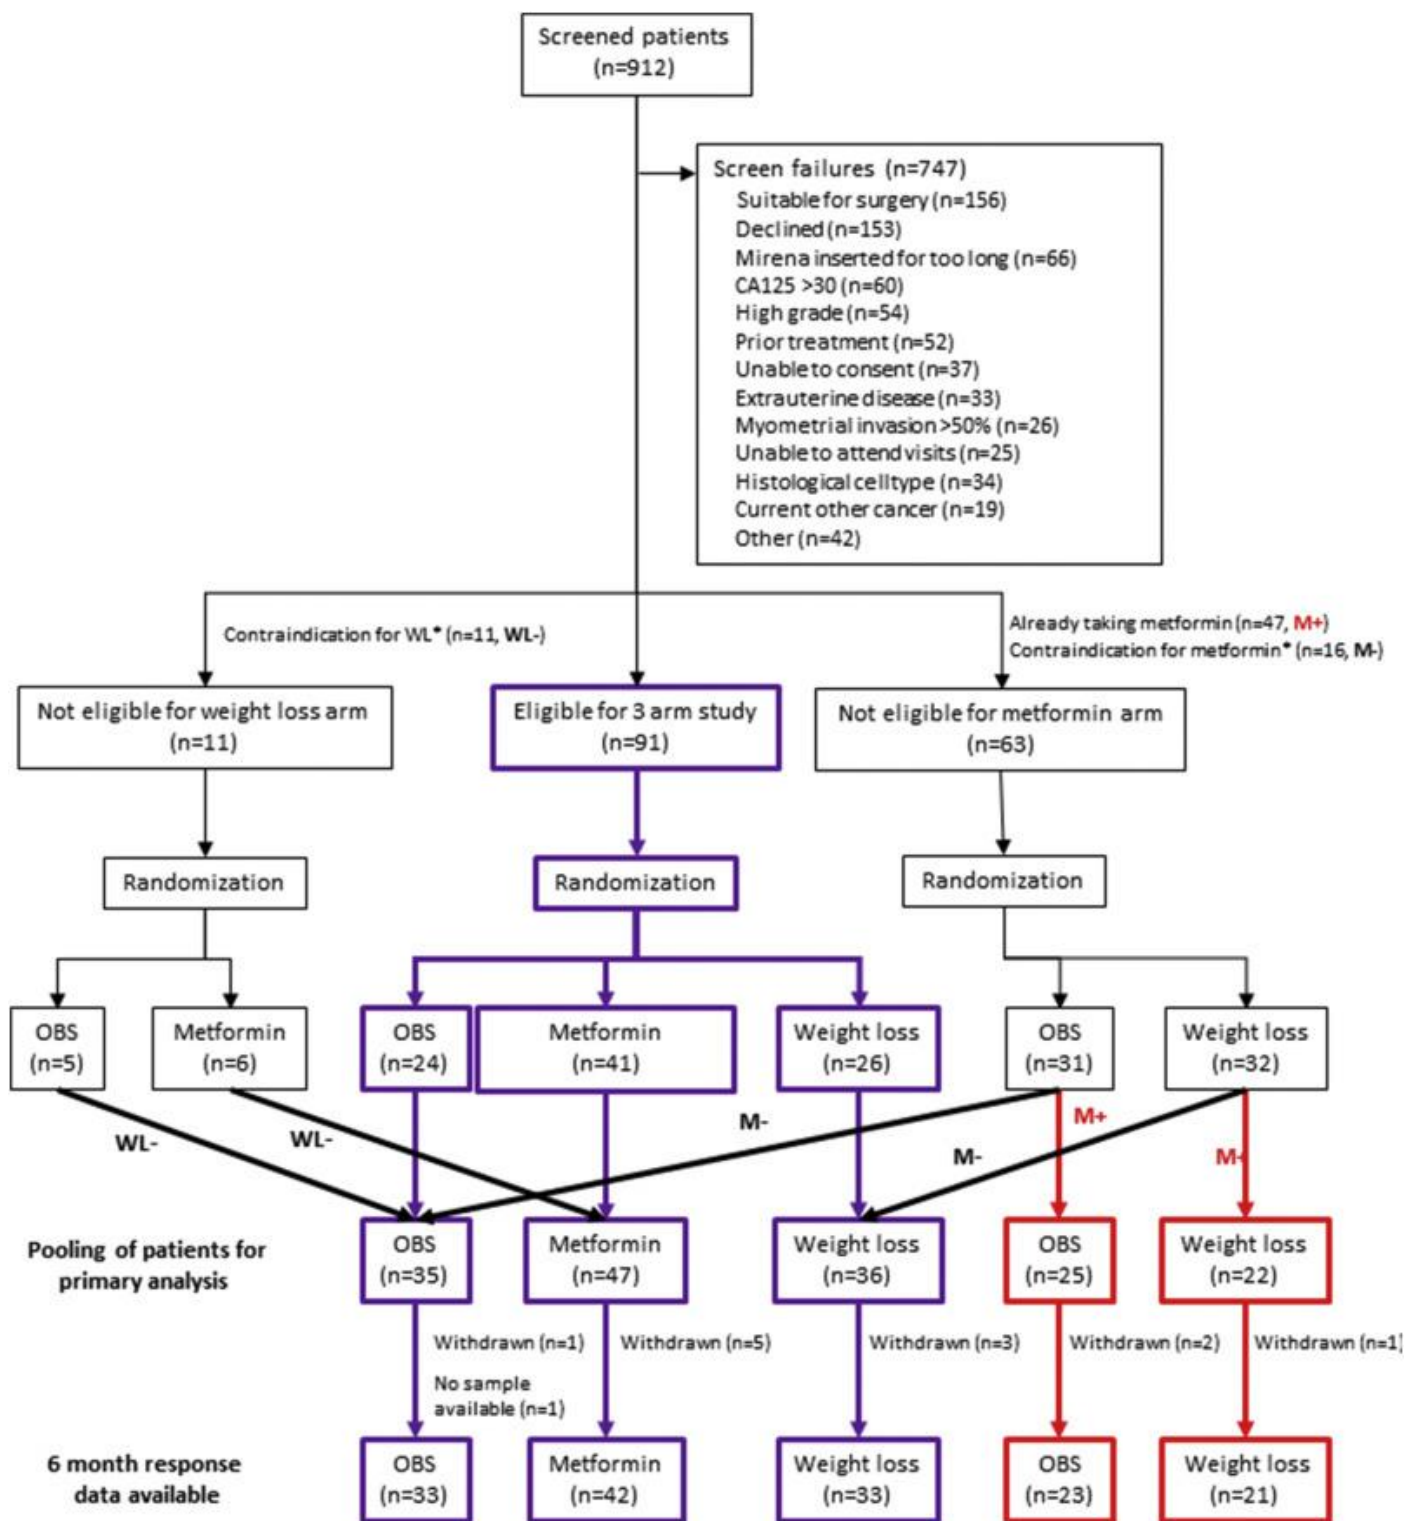 Screened patients
(n=912)
Screen failures (n=747)
Suitable for surgery (n=156)
Declined (n=153)
Mirena inserted for too long (n=66)
CA125 >30 (n=60)
High grade (n=54)
Prior treatment (n=52)
Unable to consent (n=37)
Extrauterine disease (n=33)
Myometrial invasion >50% (n=26)
Unable to attend visits (n=25)
Histological cell type (n=34)
Current other cancer (n=19)
Other (n=42)
Contraindication for WL* (n=11, WL-)
Already taking metformin (n=47, M+)
Contraindication for metformin* (n=16, M-)
Not eligible for weight loss arm
(n=11)
Eligible for 3 arm study
(n=91)
Not eligible for metformin arm
(n=63)
Randomization
Randomization
Randomization
OBS
(n=5)
Metformin
(n=6)
OBS
(n=24)
Metformin
(n=41)
Weight loss
(n=26)
OBS
(n=31)
Weight loss
(n=32)
WL-
WL-
M-
M+
M-
M+
Pooling of patients for
primary analysis
OBS
(n=35)
Metformin
(n=47)
Weight loss
(n=36)
OBS
(n=25)
Weight loss
(n=22)
Withdrawn (n=1)
No sample
available (n=1)
Withdrawn (n=5)
Withdrawn (n=3)
Withdrawn (n=2)
Withdrawn (n=1)
6 month response
data available
OBS
(n=33)
Metformin
(n=42)
Weight loss
(n=33)
OBS
(n=23)
Weight loss
(n=21)